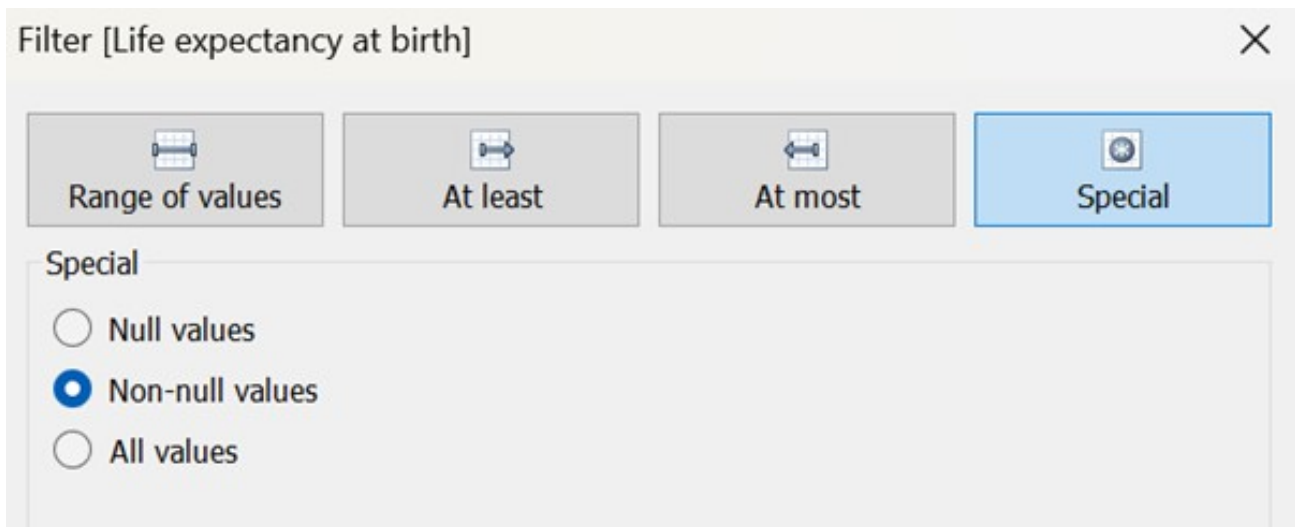 Filter [Life expectancy at birth]
Range of values
At least
At most
Special
Special
Null values
Non-null values
All values